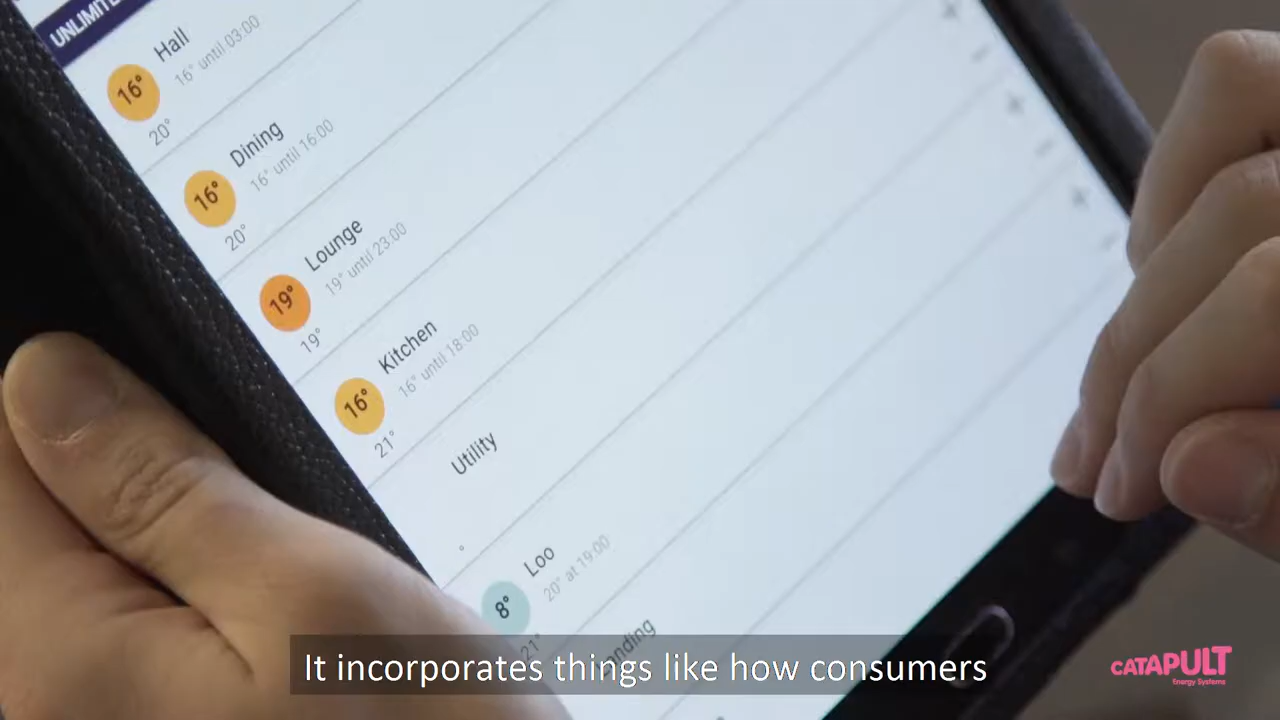 UNLIMITE
Hall
16° until 03:00
16°
20°
Dining
16° until 16:00
16°
20°
Lounge
19° until 23:00
19°
19°
Kitchen
16° until 18:00
16°
21°
Utility
Loo
20° at 19:00
8°
21°
It incorporates things like how consumers
CATAPULT
Energy Systems